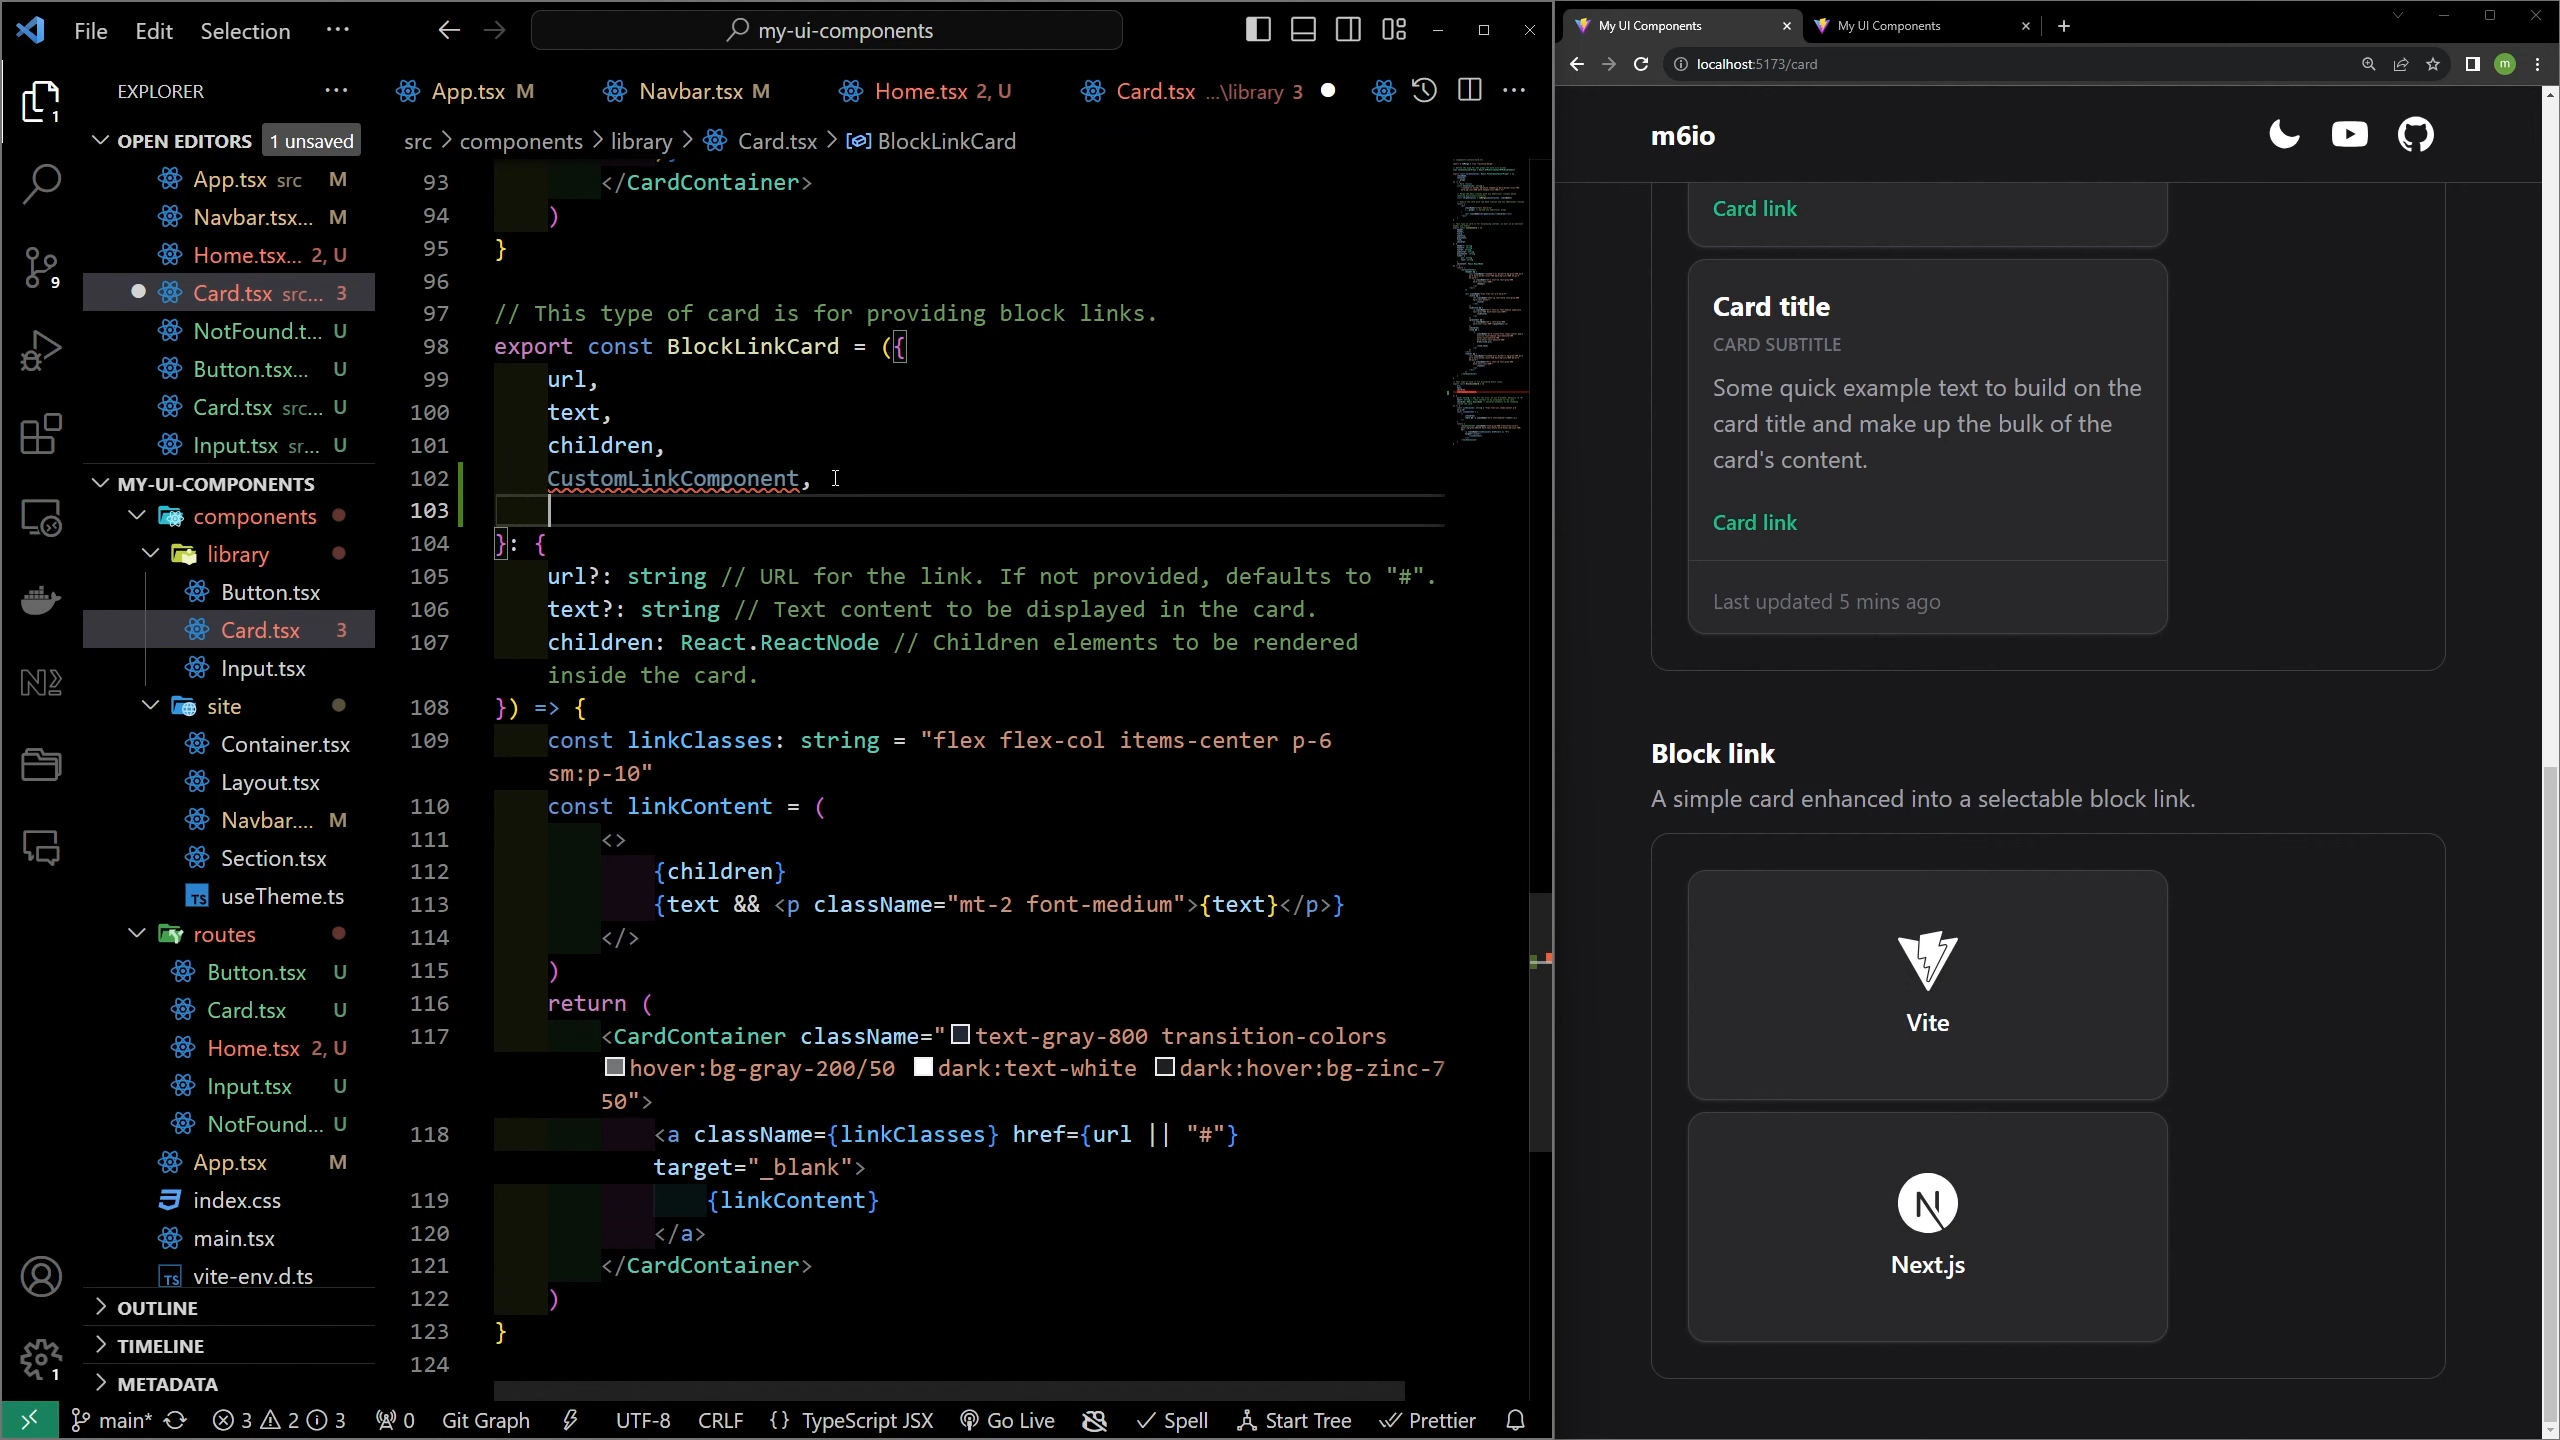 File Edit Selection ···
my-ui-components
EXPLORER
OPEN EDITORS 1 unsaved
App.tsx src M
Navbar.tsx... M
Home.tsx... 2, U
Card.tsx src... 3
NotFound.t... U
Button.tsx... U
Card.tsx src... U
Input.tsx sr... U
MY-UI-COMPONENTS
components
library
Button.tsx
Card.tsx 3
Input.tsx
site
Container.tsx
Layout.tsx
Navbar.... M
Section.tsx
useTheme.ts
routes
Button.tsx U
Card.tsx U
Home.tsx 2, U
Input.tsx U
NotFound... U
App.tsx M
index.css
main.tsx
vite-env.d.ts
OUTLINE
TIMELINE
METADATA
App.tsx M Navbar.tsx M Home.tsx 2, U Card.tsx ...\library 3
src > components > library > Card.tsx > BlockLinkCard
93 </CardContainer>
94 )
95 }
96
97 // This type of card is for providing block links.
98 export const BlockLinkCard = ({
99 url,
100 text,
101 children,
102 CustomLinkComponent,
103
104 }: {
105 url?: string // URL for the link. If not provided, defaults to "#".
106 text?: string // Text content to be displayed in the card.
107 children: React.ReactNode // Children elements to be rendered
inside the card.
108 }) => {
109 const linkClasses: string = "flex flex-col items-center p-6
sm:p-10"
110 const linkContent = (
111 <>
112 {children}
113 {text && <p className="mt-2 font-medium">{text}</p>}
114 </>
115 )
116 return (
117 <CardContainer className="text-gray-800 transition-colors
hover:bg-gray-200/50 dark:text-white dark:hover:bg-zinc-7
50">
118 <a className={linkClasses} href={url || "#"}
target="_blank">
119 {linkContent}
120 </a>
121 </CardContainer>
122 )
123 }
124
main* 3 2 3 0 Git Graph UTF-8 CRLF {} TypeScript JSX Go Live Spell Start Tree Prettier
1
9
1
My UI Components My UI Components
localhost:5173/card
m
m6io
Card link
Card title
CARD SUBTITLE
Some quick example text to build on the
card title and make up the bulk of the
card's content.
Card link
Last updated 5 mins ago
Block link
A simple card enhanced into a selectable block link.
Vite
N
Next.js